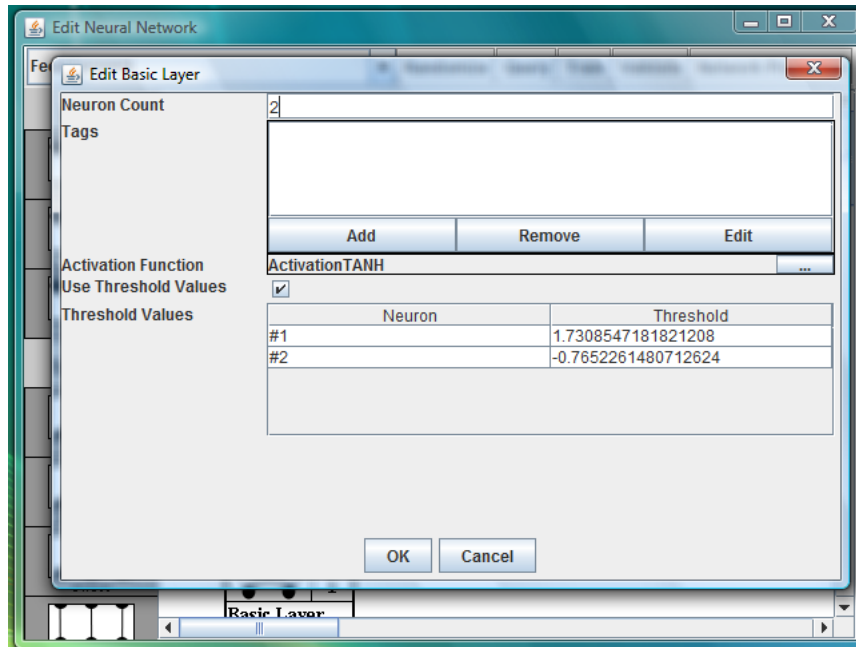 Edit Neural Network
Fe
Edit Basic Layer
Neuron Count 2
Tags
Add Remove Edit
Activation Function ActivationTANH ...
Use Threshold Values
Threshold Values Neuron Threshold
#1 1.7308547181821208
#2 -0.7652261480712624
OK Cancel
Basic Layer